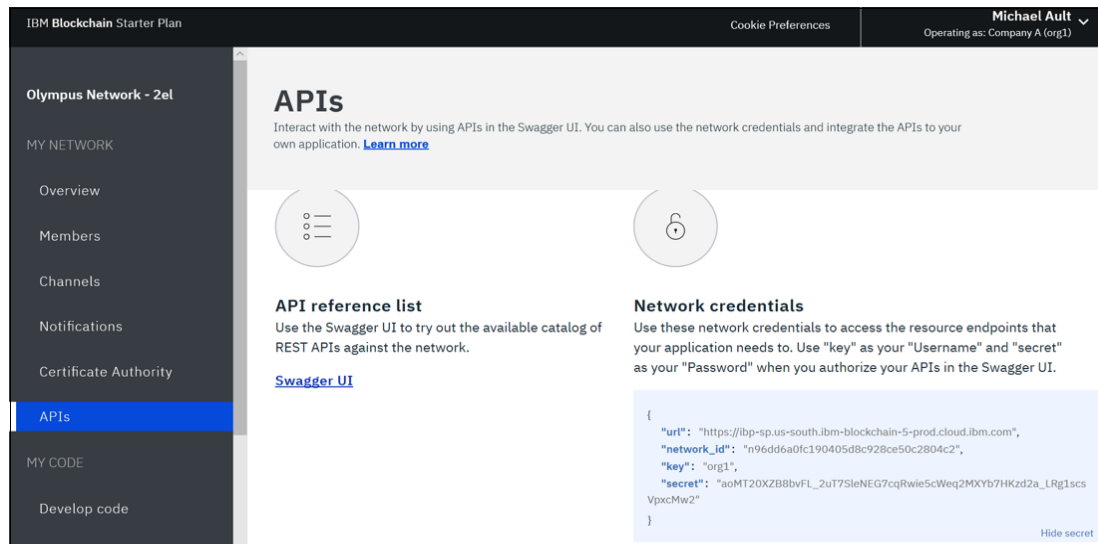 IBM Blockchain Starter Plan
Cookie Preferences
Michael Ault
Operating as: Company A (org1)
Olympus Network - 2el
MY NETWORK
Overview
Members
Channels
Notifications
Certificate Authority
APIs
MY CODE
Develop code
APIs
Interact with the network by using APIs in the Swagger UI. You can also use the network credentials and integrate the APIs to your
own application. Learn more
API reference list
Use the Swagger UI to try out the available catalog of
REST APIs against the network.
Swagger UI
Network credentials
Use these network credentials to access the resource endpoints that
your application needs to. Use "key" as your "Username" and "secret"
as your "Password" when you authorize your APIs in the Swagger UI.
{
"url": "https://ibp-sp.us-south.ibm-blockchain-5-prod.cloud.ibm.com",
"network_id": "n96dd6a0fc190405d8c928ce50c2804c2",
"key": "org1",
"secret": "aoMT20XZB8bvFL_2uT7SleNEG7cqRwie5cWeq2MXYb7HKzd2a_LRg1scs
VpxcMw2"
}
Hide secret